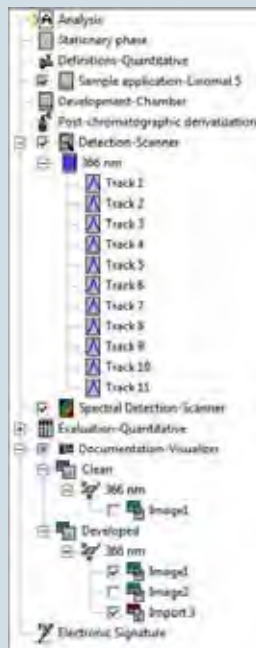 Analysis
Stationary phase
Definitions-Quantitative
Sample application-Linomat 5
Development-Chamber
Post-chromatographic derivatization
Detection-Scanner
366 nm
Track 1
Track 2
Track 3
Track 4
Track 5
Track 6
Track 7
Track 8
Track 9
Track 10
Track 11
Spectral Detection-Scanner
Evaluation-Quantitative
Documentation-Visualizer
Clean
366 nm
Image1
Developed
366 nm
Image1
Image2
Import 3
Electronic Signature